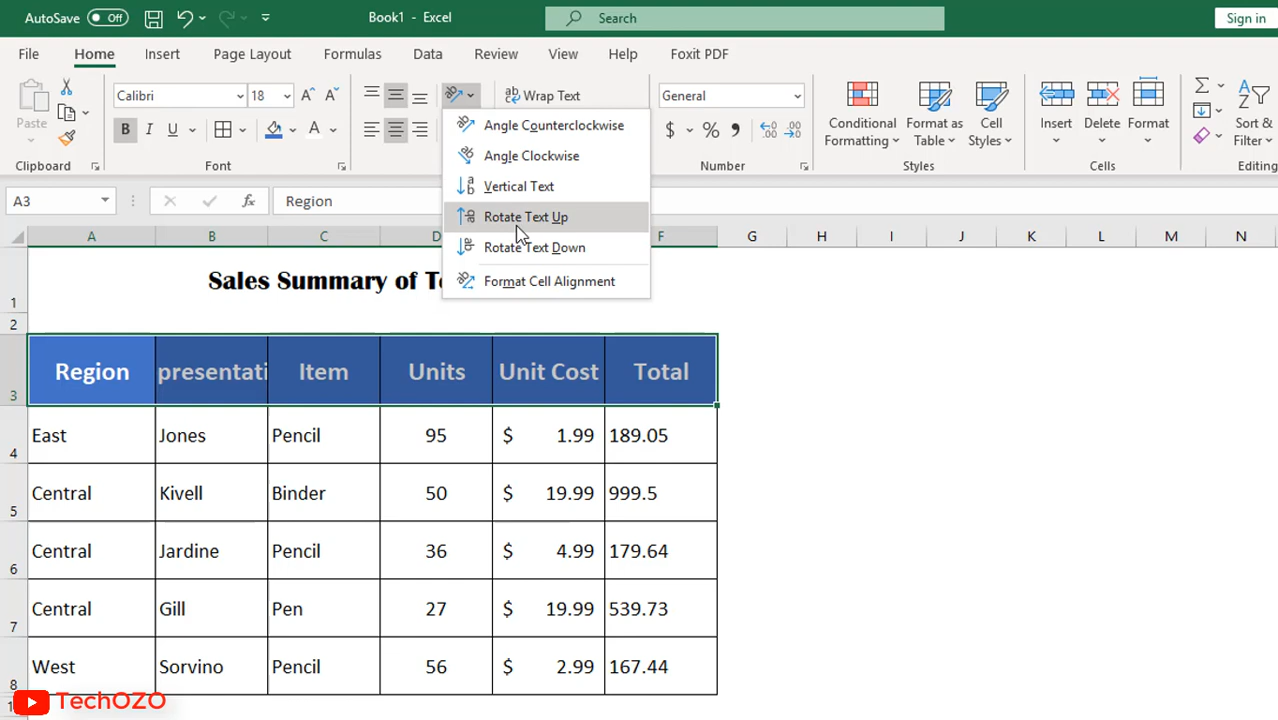 AutoSave Off Book1 - Excel Search Sign in
File Home Insert Page Layout Formulas Data Review View Help Foxit PDF
Paste
Calibri 18 A A
B I U A
ab Wrap Text
General
$ % 9
Conditional Formatting
Format as Table
Cell Styles
Insert Delete Format
Sort & Filter
Clipboard Font Number Styles Cells Editing
Angle Counterclockwise
Angle Clockwise
Vertical Text
Rotate Text Up
Rotate Text Down
Format Cell Alignment
A3 fx Region
A B C D F G H I J K L M N
1 Sales Summary of
2
3 Region presentati Item Units Unit Cost Total
4 East Jones Pencil 95 $ 1.99 189.05
5 Central Kivell Binder 50 $ 19.99 999.5
6 Central Jardine Pencil 36 $ 4.99 179.64
7 Central Gill Pen 27 $ 19.99 539.73
8 West Sorvino Pencil 56 $ 2.99 167.44
TechOZO